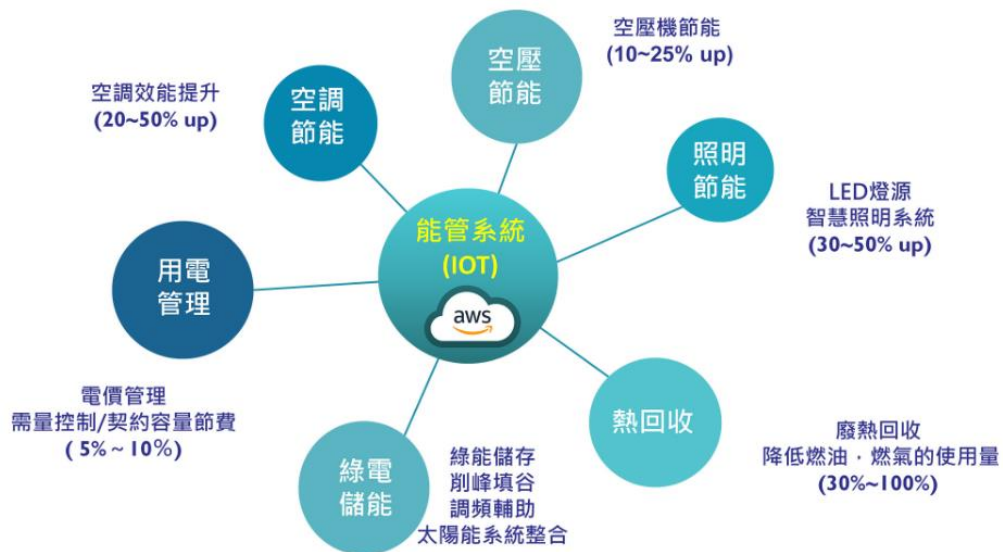 空壓
節能
空壓機節能
(10~25% up)
空調
節能
空調效能提升
(20~50% up)
照明
節能
LED燈源
智慧照明系統
(30~50% up)
能管系統
(IOT)
aws
用電
管理
電價管理
需量控制/契約容量節費
( 5% ~ 10%)
熱回收
廢熱回收
降低燃油，燃氣的使用量
(30%~100%)
綠電
儲能
綠能儲存
削峰填谷
調頻輔助
太陽能系統整合